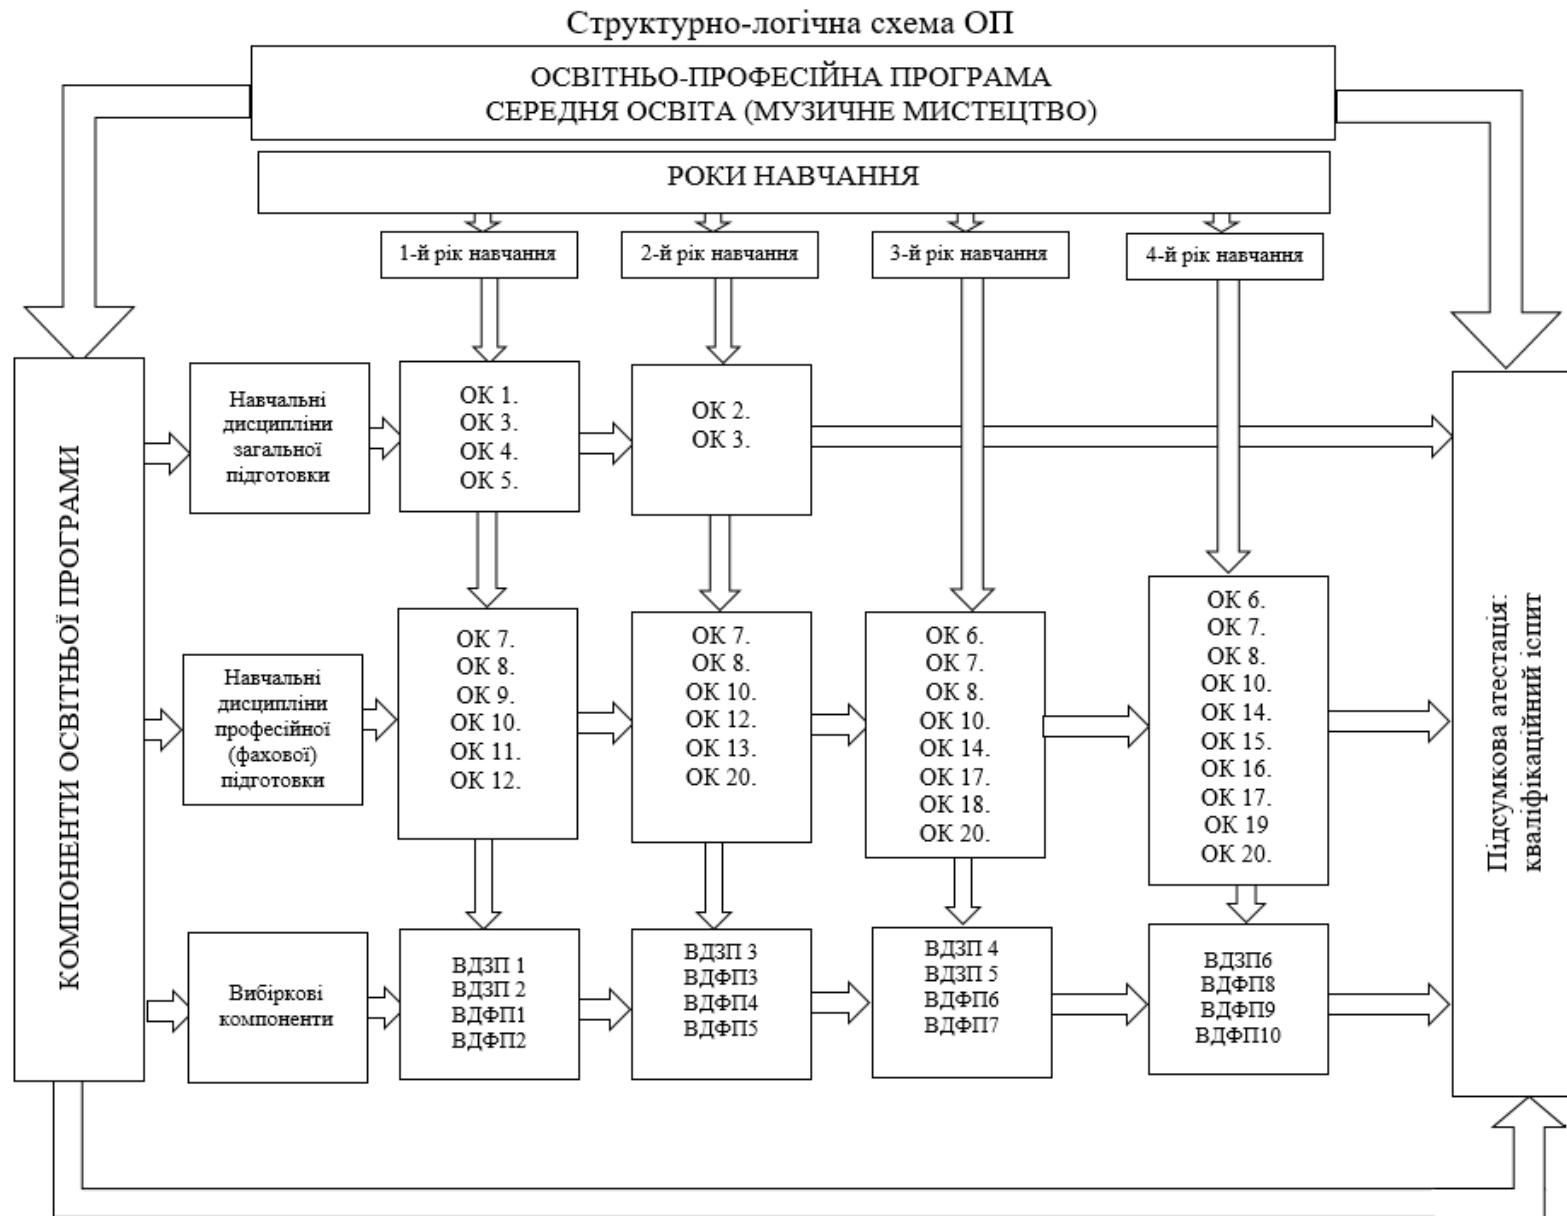 Структурно-логічна схема ОП
ОСВІТНЬО-ПРОФЕСІЙНА ПРОГРАМА
СЕРЕДНЯ ОСВІТА (МУЗИЧНЕ МИСТЕЦТВО)
РОКИ НАВЧАННЯ
1-й рік навчання
2-й рік навчання
3-й рік навчання
4-й рік навчання
КОМПОНЕНТИ ОСВІТНЬОЇ ПРОГРАМИ
Навчальні
дисципліни
загальної
підготовки
ОК 1.
ОК 3.
ОК 4.
ОК 5.
ОК 2.
ОК 3.
Навчальні
дисципліни
професійної
(фахової)
підготовки
ОК 7.
ОК 8.
ОК 9.
ОК 10.
ОК 11.
ОК 12.
ОК 7.
ОК 8.
ОК 10.
ОК 12.
ОК 13.
ОК 20.
ОК 6.
ОК 7.
ОК 8.
ОК 10.
ОК 14.
ОК 17.
ОК 18.
ОК 20.
ОК 6.
ОК 7.
ОК 8.
ОК 10.
ОК 14.
ОК 15.
ОК 16.
ОК 17.
ОК 19
ОК 20.
Вибіркові
компоненти
ВДЗП 1
ВДЗП 2
ВДФП1
ВДФП2
ВДЗП 3
ВДФП3
ВДФП4
ВДФП5
ВДЗП 4
ВДЗП 5
ВДФП6
ВДФП7
ВДЗП6
ВДФП8
ВДФП9
ВДФП10
Підсумкова атестація:
кваліфікаційний іспит